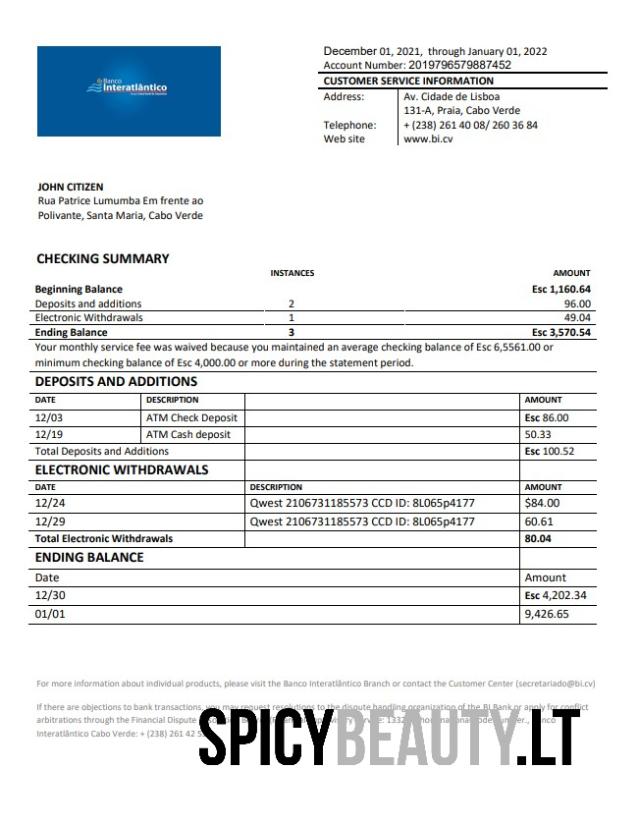 Banco
Interatlântico
December 01, 2021, through January 01, 2022
Account Number: 2019796579887452
CUSTOMER SERVICE INFORMATION
Address: Av. Cidade de Lisboa
131-A, Praia, Cabo Verde
Telephone: + (238) 261 40 08/ 260 36 84
Web site www.bi.cv
JOHN CITIZEN
Rua Patrice Lumumba Em frente ao
Polivante, Santa Maria, Cabo Verde
CHECKING SUMMARY
INSTANCES AMOUNT
Beginning Balance Esc 1,160.64
Deposits and additions 2 96.00
Electronic Withdrawals 1 49.04
Ending Balance 3 Esc 3,570.54
Your monthly service fee was waived because you maintained an average checking balance of Esc 6,5561.00 or
minimum checking balance of Esc 4,000.00 or more during the statement period.
DEPOSITS AND ADDITIONS
DATE DESCRIPTION AMOUNT
12/03 ATM Check Deposit Esc 86.00
12/19 ATM Cash deposit 50.33
Total Deposits and Additions Esc 100.52
ELECTRONIC WITHDRAWALS
DATE DESCRIPTION AMOUNT
12/24 Qwest 2106731185573 CCD ID: 8L065p4177 $84.00
12/29 Qwest 2106731185573 CCD ID: 8L065p4177 60.61
Total Electronic Withdrawals 80.04
ENDING BALANCE
Date Amount
12/30 Esc 4,202.34
01/01 9,426.65
For more information about individual products, please visit the Banco Interatlântico Branch or contact the Customer Center (secretariado@bi.cv)
If there are objections to bank transactions, you may request resolutions to the dispute handling organization of the BI Bank or apply for conflict
arbitrations through the Financial Dispute
Interatlântico Cabo Verde: + (238) 261 42
SPICYBEAUTY.LT